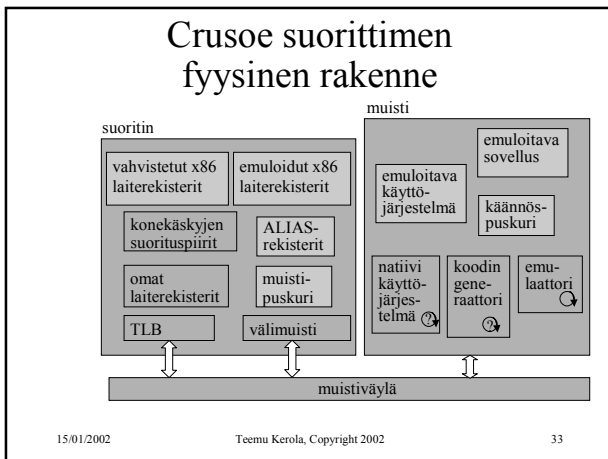 Crusoe suorittimen
fyysinen rakenne
suoritin
vahvistetut x86
laiterekisterit
emuloidut x86
laiterekisterit
konekäskyjen
suorituspiirit
ALIAS-
rekisterit
omat
laiterekisterit
muisti-
puskuri
TLB
välimuisti
muisti
emuloitava
sovellus
emuloitava
käyttö-
järjestelmä
käännös-
puskuri
natiivi
käyttö-
järjes-
telmä ?
koodin
gene-
raattori
?
emu-
laattori
muistiväylä
15/01/2002
Teemu Kerola, Copyright 2002
33